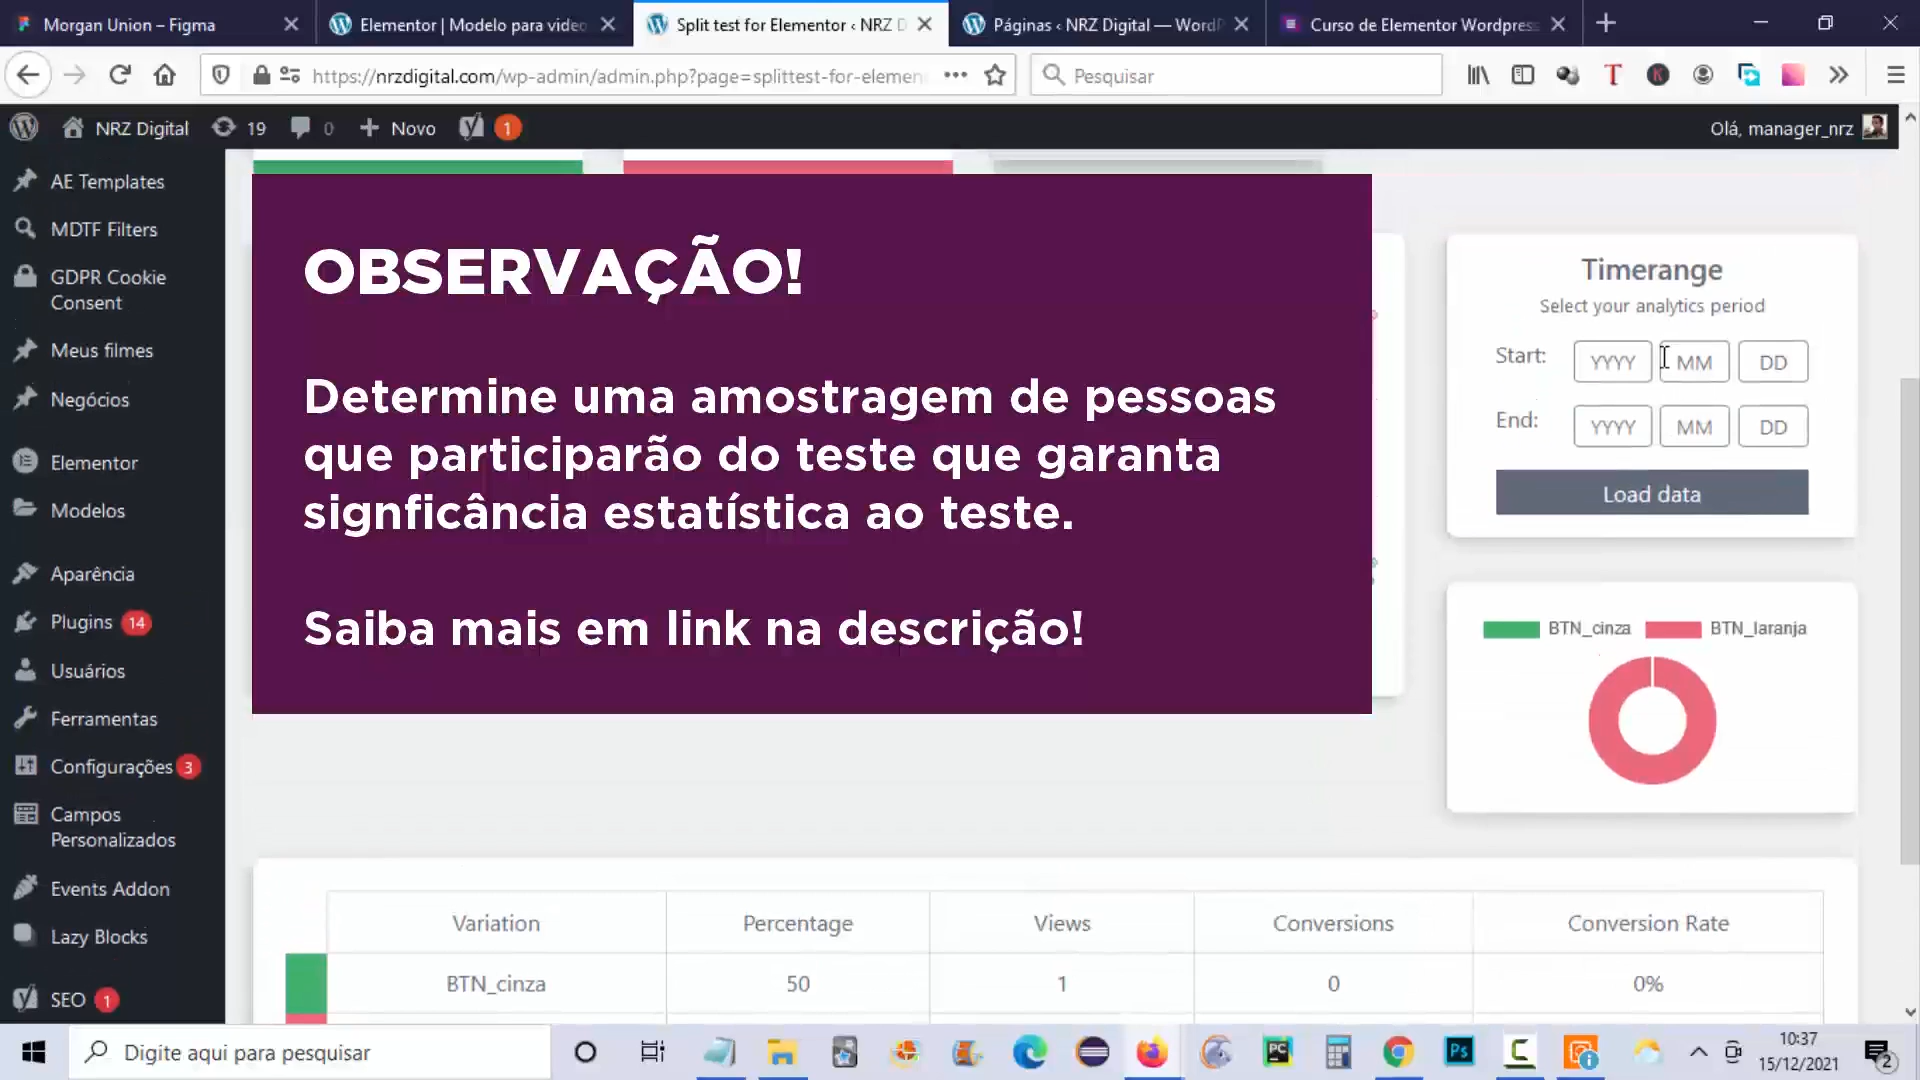 Morgan Union – Figma
Elementor | Modelo para video
Split test for Elementor ‹ NRZ D
Páginas ‹ NRZ Digital — WordP
Curso de Elementor Wordpress
https://nrzdigital.com/wp-admin/admin.php?page=splittest-for-elemen
Pesquisar
NRZ Digital
19
0
Novo
1
Olá, manager_nrz
AE Templates
MDTF Filters
GDPR Cookie
Consent
Meus filmes
Negócios
Elementor
Modelos
Aparência
Plugins 14
Usuários
Ferramentas
Configurações 3
Campos
Personalizados
Events Addon
Lazy Blocks
SEO 1
OBSERVAÇÃO!
Determine uma amostragem de pessoas
que participarão do teste que garanta
signficância estatística ao teste.
Saiba mais em link na descrição!
Timerange
Select your analytics period
Start: YYYY MM DD
End: YYYY MM DD
Load data
BTN_cinza BTN_laranja
Variation Percentage Views Conversions Conversion Rate
BTN_cinza 50 1 0 0%
Digite aqui para pesquisar
PC
Ps
10:37
15/12/2021
2